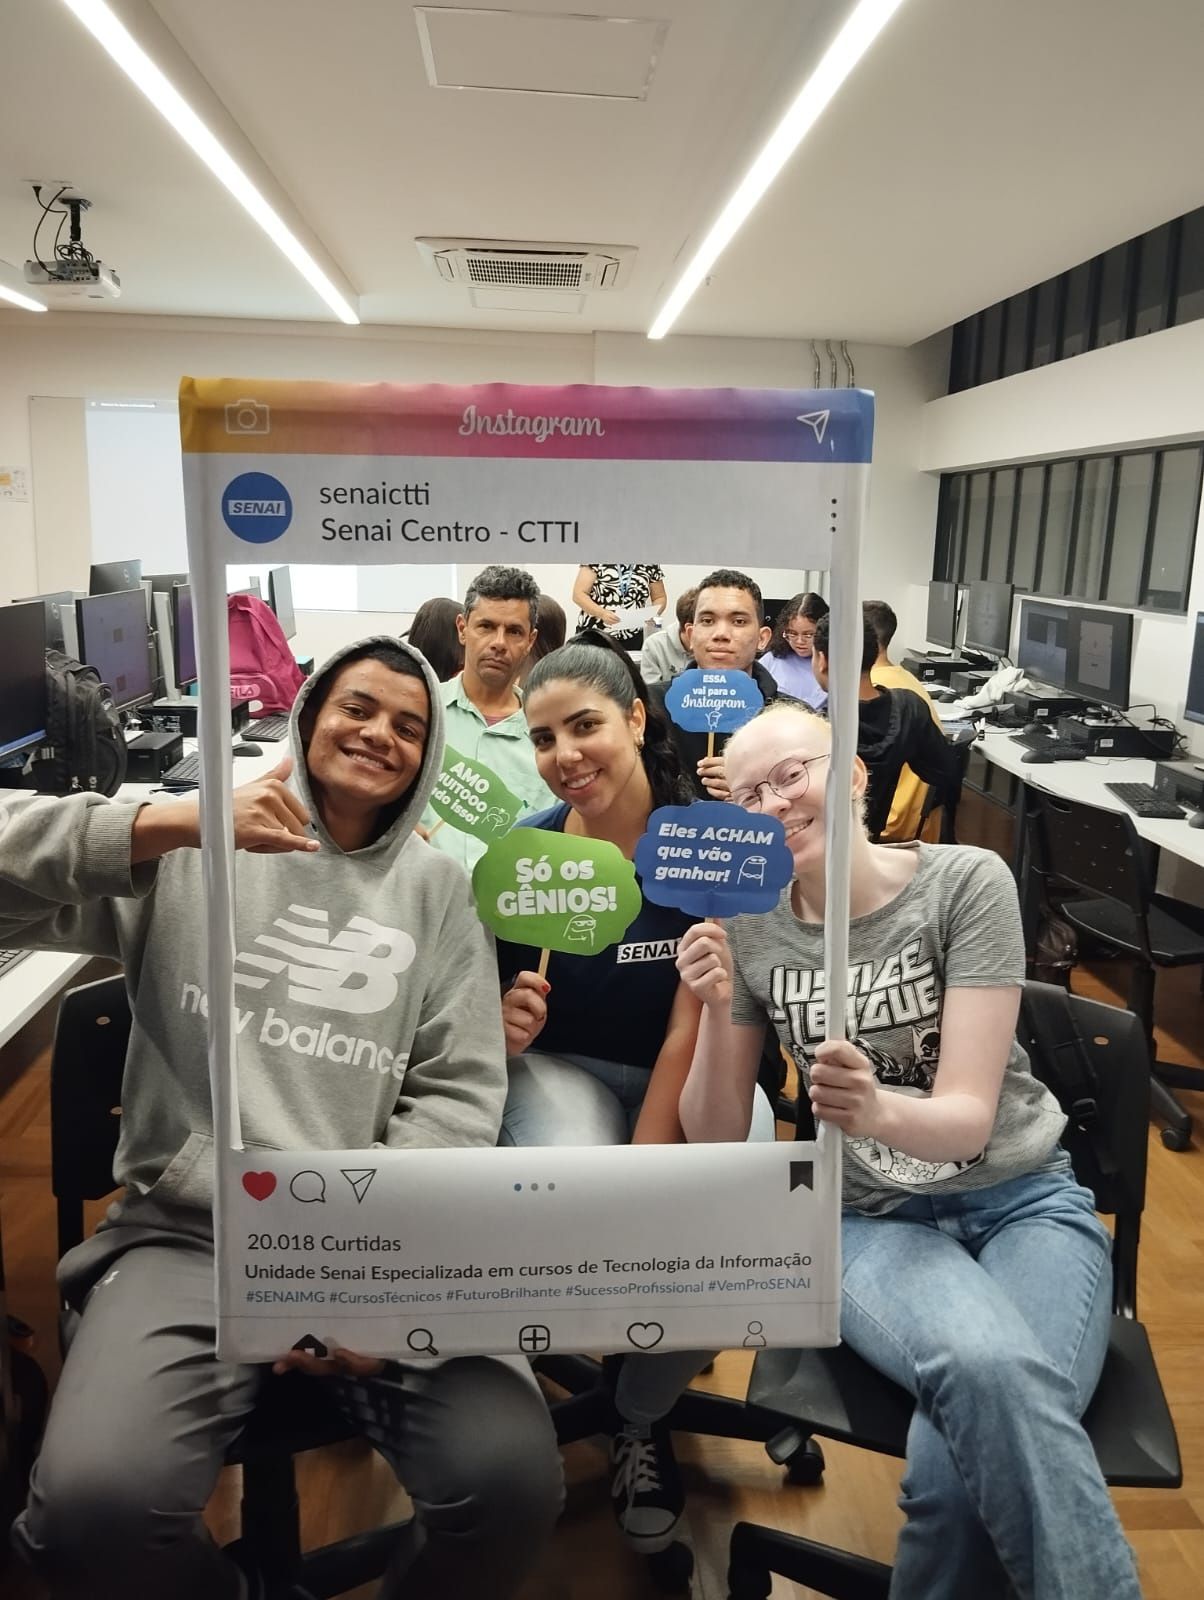 Instagram
SENAI
senaictti
Senai Centro - CTTI
ESSA
vai para o
Instagram
AMO
MUITOOO
isso!
Só os
GÊNIOS!
Eles ACHAM
que vão
ganhar!
SENAI
new balance
JUSTICE
LEAGUE
20.018 Curtidas
Unidade Senai Especializada em cursos de Tecnologia da Informação
#SENAIMG #CursosTécnicos #FuturoBrilhante #SucessoProfissional #VemProSENAI